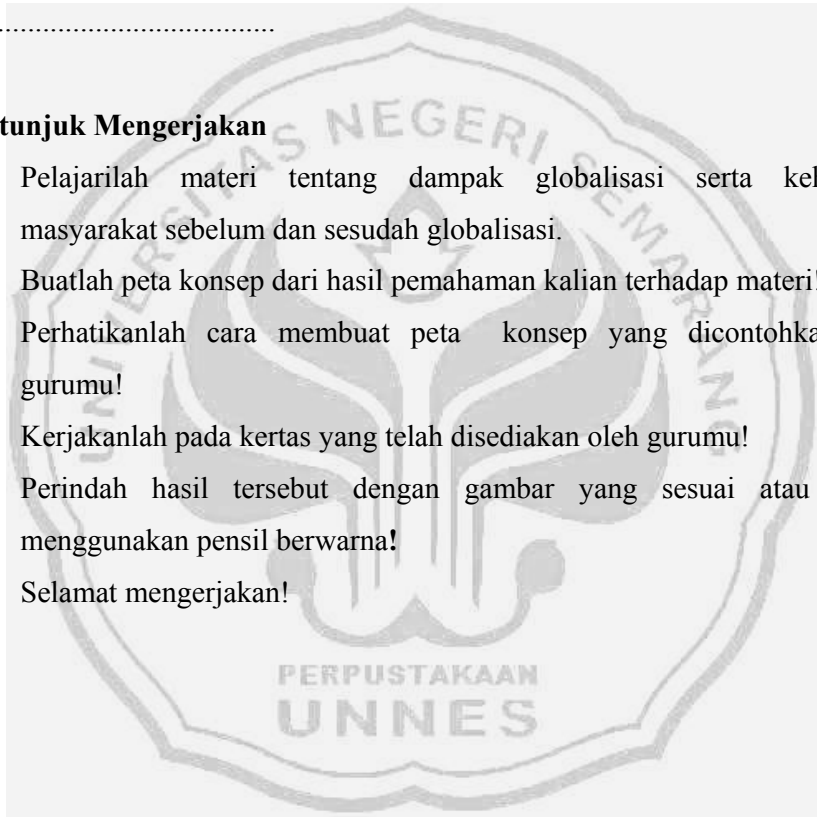 ..................................
tunjuk Mengerjakan
Pelajarilah materi tentang dampak globalisasi serta keh
masyarakat sebelum dan sesudah globalisasi.
Buatlah peta konsep dari hasil pemahaman kalian terhadap materi!
Perhatikanlah cara membuat peta konsep yang dicontohka
gurumu!
Kerjakanlah pada kertas yang telah disediakan oleh gurumu!
Perindah hasil tersebut dengan gambar yang sesuai atau
menggunakan pensil berwarna!
Selamat mengerjakan!
UNIVERSITAS NEGERI SEMARANG
PERPUSTAKAAN
UNNES